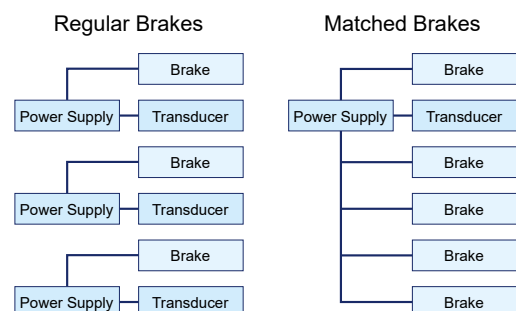 Regular Brakes
Brake
Power Supply
Transducer
Brake
Power Supply
Transducer
Brake
Power Supply
Transducer
Matched Brakes
Brake
Power Supply
Transducer
Brake
Brake
Brake
Brake